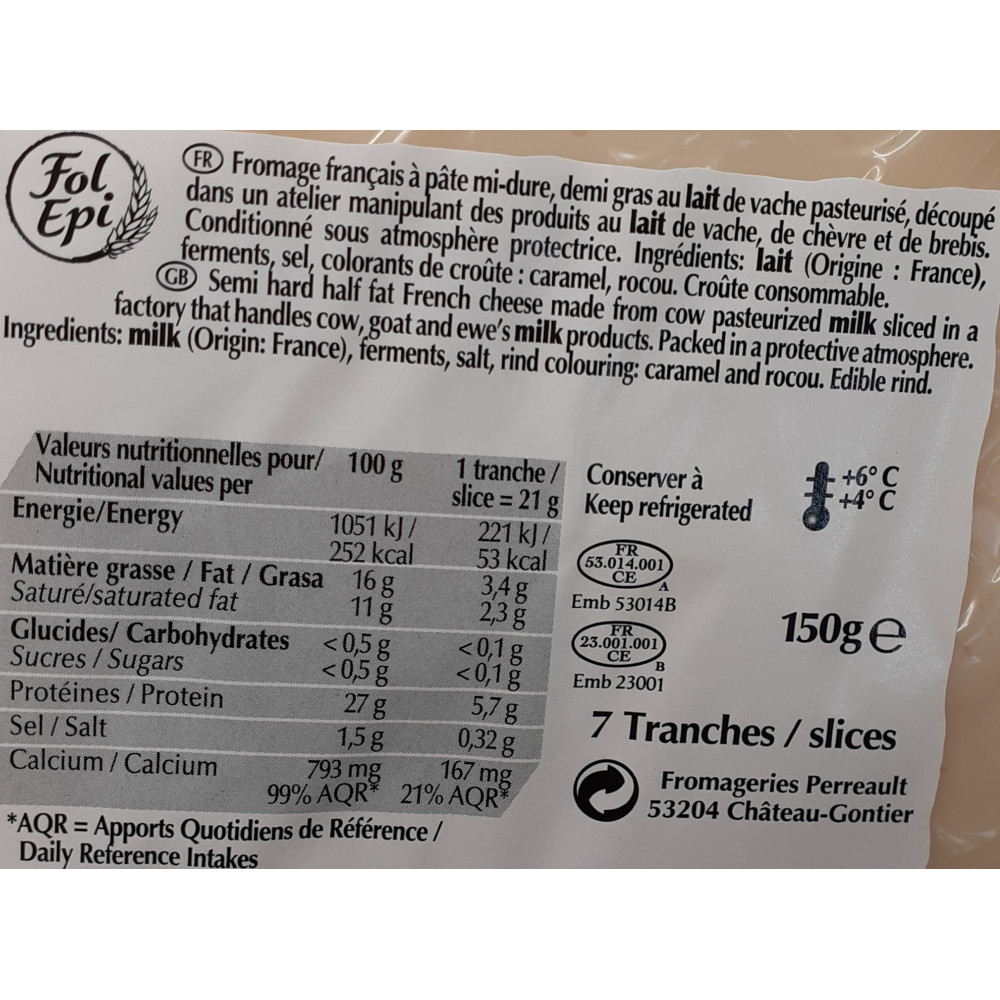 Fol
Epi
FR Fromage français à pâte mi-dure, demi gras au lait de vache pasteurisé, découpé
dans un atelier manipulant des produits au lait de vache, de chèvre et de brebis.
Conditionné sous atmosphère protectrice. Ingrédients: lait (Origine : France),
ferments, sel, colorants de croûte : caramel, rocou. Croûte consommable.
GB Semi hard half fat French cheese made from cow pasteurized milk sliced in a
factory that handles cow, goat and ewe's milk products. Packed in a protective atmosphere.
Ingredients: milk (Origin: France), ferments, salt, rind colouring: caramel and rocou. Edible rind.
Valeurs nutritionnelles pour/ 100 g 1 tranche /
Nutritional values per slice = 21 g
Energie/Energy 1051 kJ / 221 kJ /
252 kcal 53 kcal
Matière grasse / Fat / Grasa 16 g 3,4 g
Saturé/saturated fat 11 g 2,3 g
Glucides/ Carbohydrates < 0,5 g < 0,1 g
Sucres / Sugars < 0,5 g < 0,1 g
Protéines / Protein 27 g 5,7 g
Sel / Salt 1,5 g 0,32 g
Calcium / Calcium 793 mg 167 mg
99% AQR* 21% AQR*
*AQR = Apports Quotidiens de Référence /
Daily Reference Intakes
Conserver à +6° C
Keep refrigerated +4° C
FR
53.014.001
CE
A
Emb 53014B
FR
23.001.001
CE
B
Emb 23001
150g e
7 Tranches / slices
Fromageries Perreault
53204 Château-Gontier